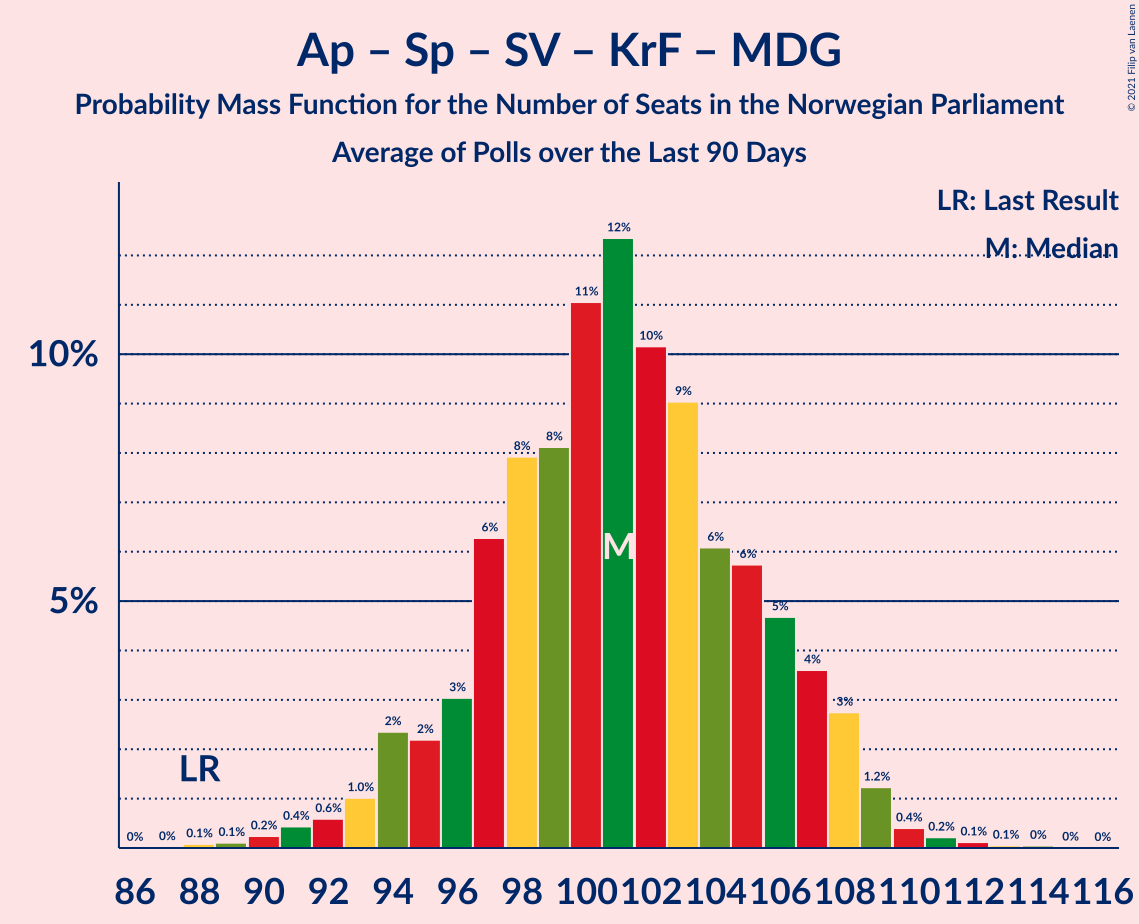 © 2021 Filip van Laenen
Ap – Sp – SV – KrF – MDG
Probability Mass Function for the Number of Seats in the Norwegian Parliament
Average of Polls over the Last 90 Days
LR: Last Result
M: Median
10%
5%
0% 0% 0.1% 0.1% 0.2% 0.4% 0.6% 1.0% 2% 2% 3% 6% 8% 8% 11% 12% 10% 9% 6% 6% 5% 4% 3% 1.2% 0.4% 0.2% 0.1% 0.1% 0% 0% 0%
M
LR
86 88 90 92 94 96 98 100 102 104 106 108 110 112 114 116